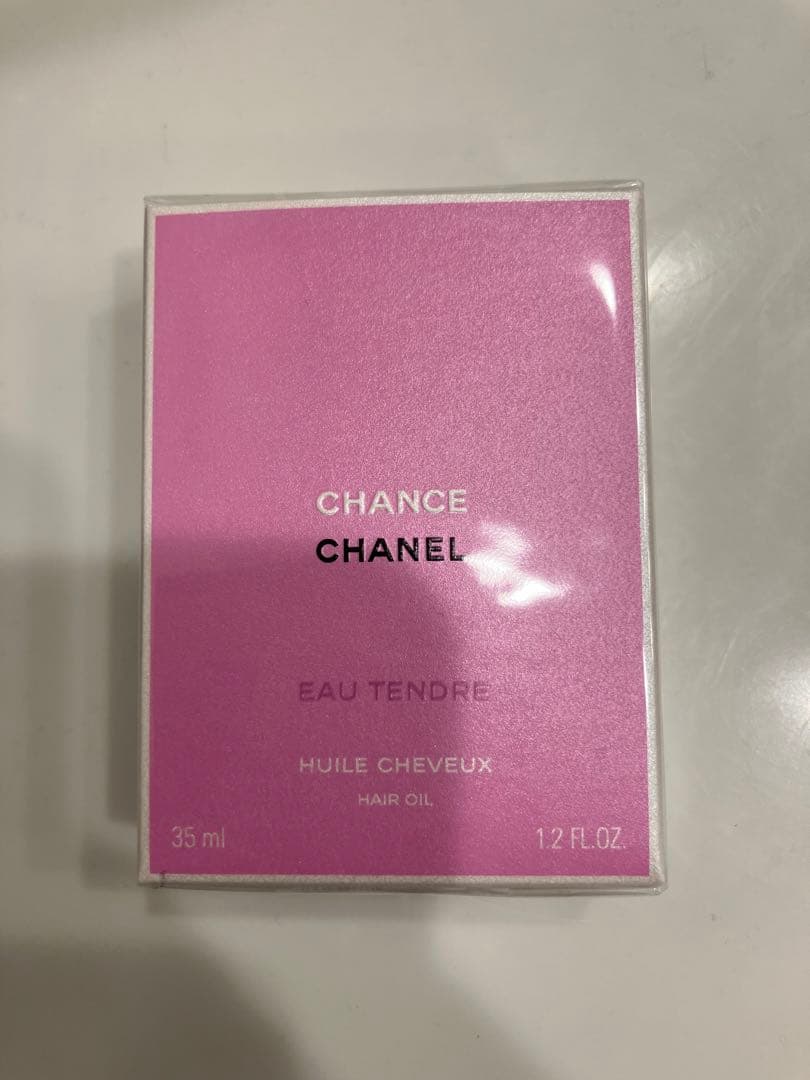 CHANCE
CHANEL
EAU TENDRE
HUILE CHEVEUX
HAIR OIL
35 ml 1.2 FL.OZ.